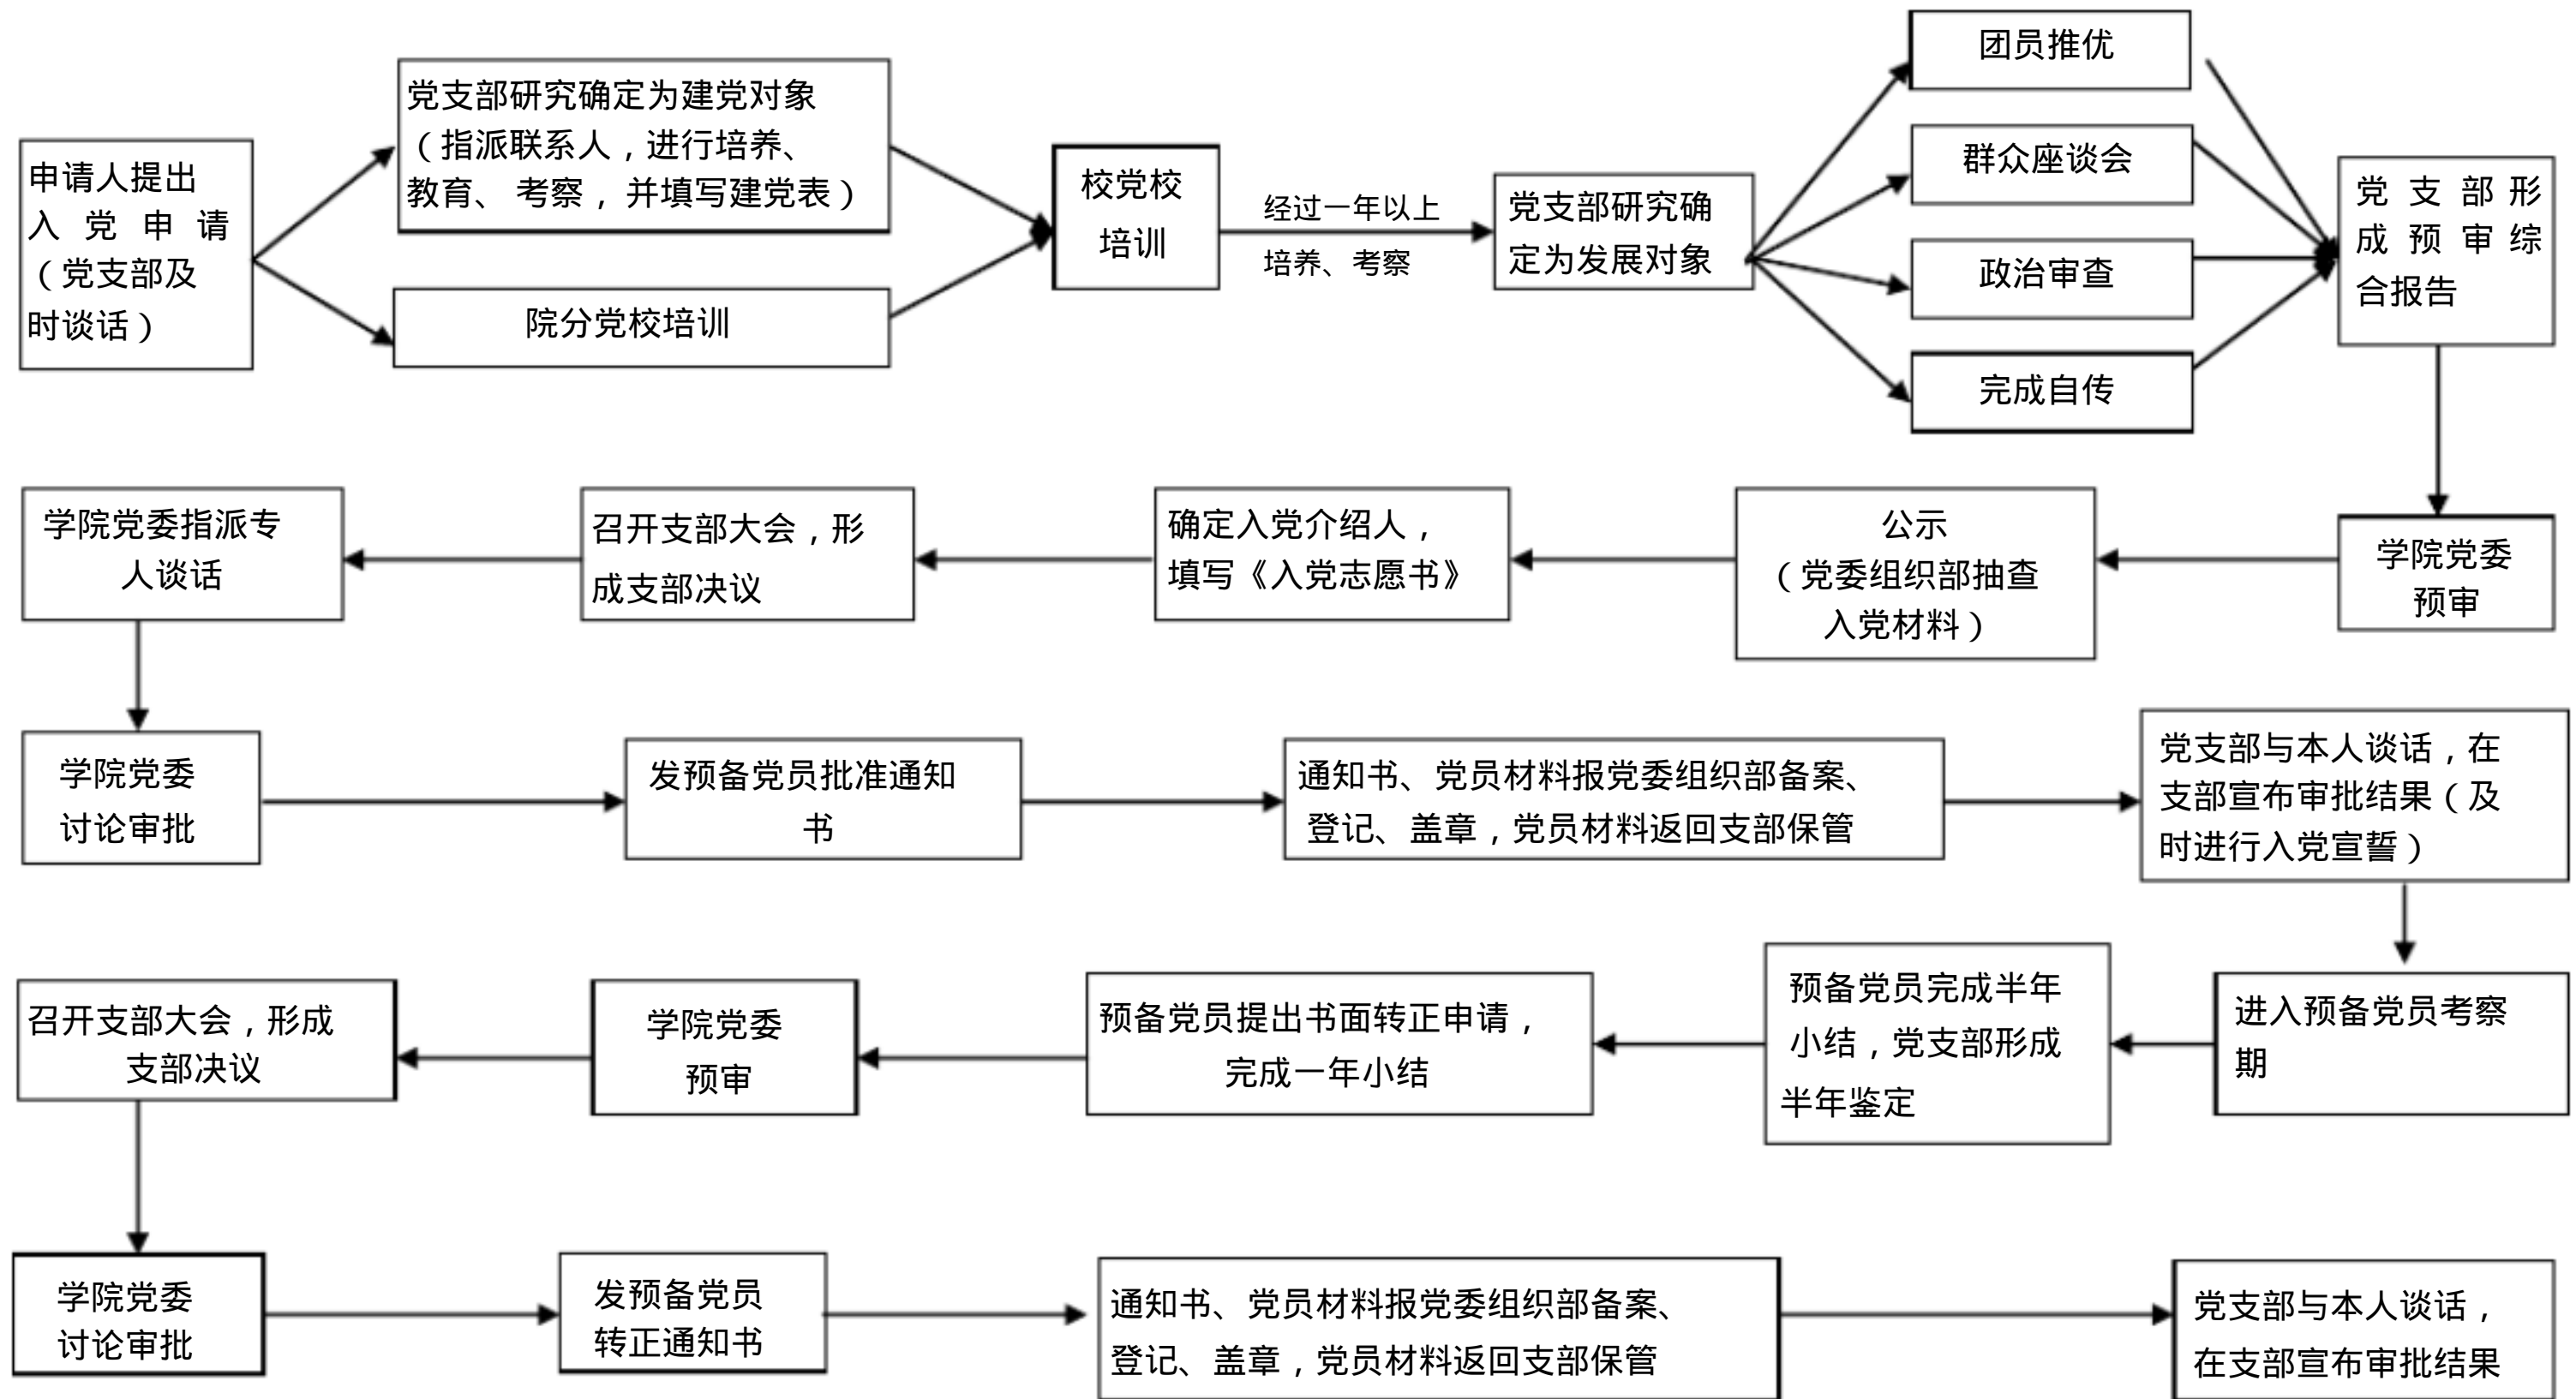 申请人提出
入 党 申 请
（党支部及
时谈话）
党支部研究确定为建党对象
（指派联系人，进行培养、
教育、 考察， 并填写建党表）
院分党校培训
校党校
培训
经过一年以上
培养、考察
党支部研究确
定为发展对象
团员推优
群众座谈会
政治审查
完成自传
党 支 部 形
成 预 审 综
合报告
学院党委
预审
公示
（党委组织部抽查
入党材料）
确定入党介绍人，
填写《入党志愿书》
召开支部大会，形
成支部决议
学院党委指派专
人谈话
学院党委
讨论审批
发预备党员批准通知
书
通知书、党员材料报党委组织部备案、
登记、盖章，党员材料返回支部保管
党支部与本人谈话，在
支部宣布审批结果（及
时进行入党宣誓）
进入预备党员考察
期
预备党员完成半年
小结，党支部形成
半年鉴定
预备党员提出书面转正申请，
完成一年小结
学院党委
预审
召开支部大会，形成
支部决议
学院党委
讨论审批
发预备党员
转正通知书
通知书、党员材料报党委组织部备案、
登记、盖章，党员材料返回支部保管
党支部与本人谈话，
在支部宣布审批结果